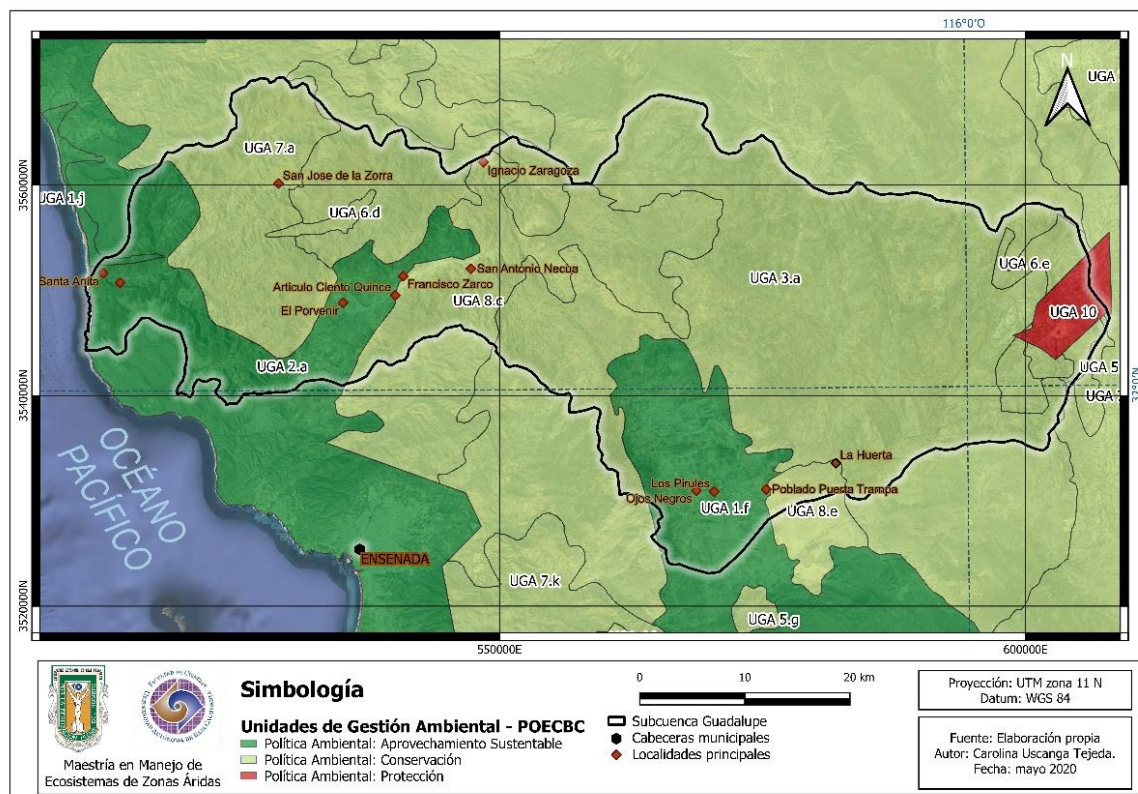 116°0'O
N
UGA
UGA 7.a
Ignacio Zaragoza
San Jose de la Zorra
3560000N
UGA 1.j
UGA 6.d
UGA 3.a
UGA 6.e
Santa Anita
San Antonio Necua
Articulo Ciento Quince
Francisco Zarco
UGA 8.c
El Porvenir
UGA 10
UGA 2.a
UGA 5
3540000N
32°0'N
OCÉANO
PACÍFICO
La Huerta
Los Pirules
Poblado Puerta Trampa
Ojos Negros
UGA 1.f
UGA 8.e
ENSENADA
UGA 7.k
3520000N
UGA 5.g
550000E
600000E
Maestría en Manejo de
Ecosistemas de Zonas Áridas
Simbología
Unidades de Gestión Ambiental - POECBC
Política Ambiental: Aprovechamiento Sustentable
Política Ambiental: Conservación
Política Ambiental: Protección
0 10 20 km
Subcuenca Guadalupe
Cabeceras municipales
Localidades principales
Proyección: UTM zona 11 N
Datum: WGS 84
Fuente: Elaboración propia
Autor: Carolina Uscanga Tejeda.
Fecha: mayo 2020